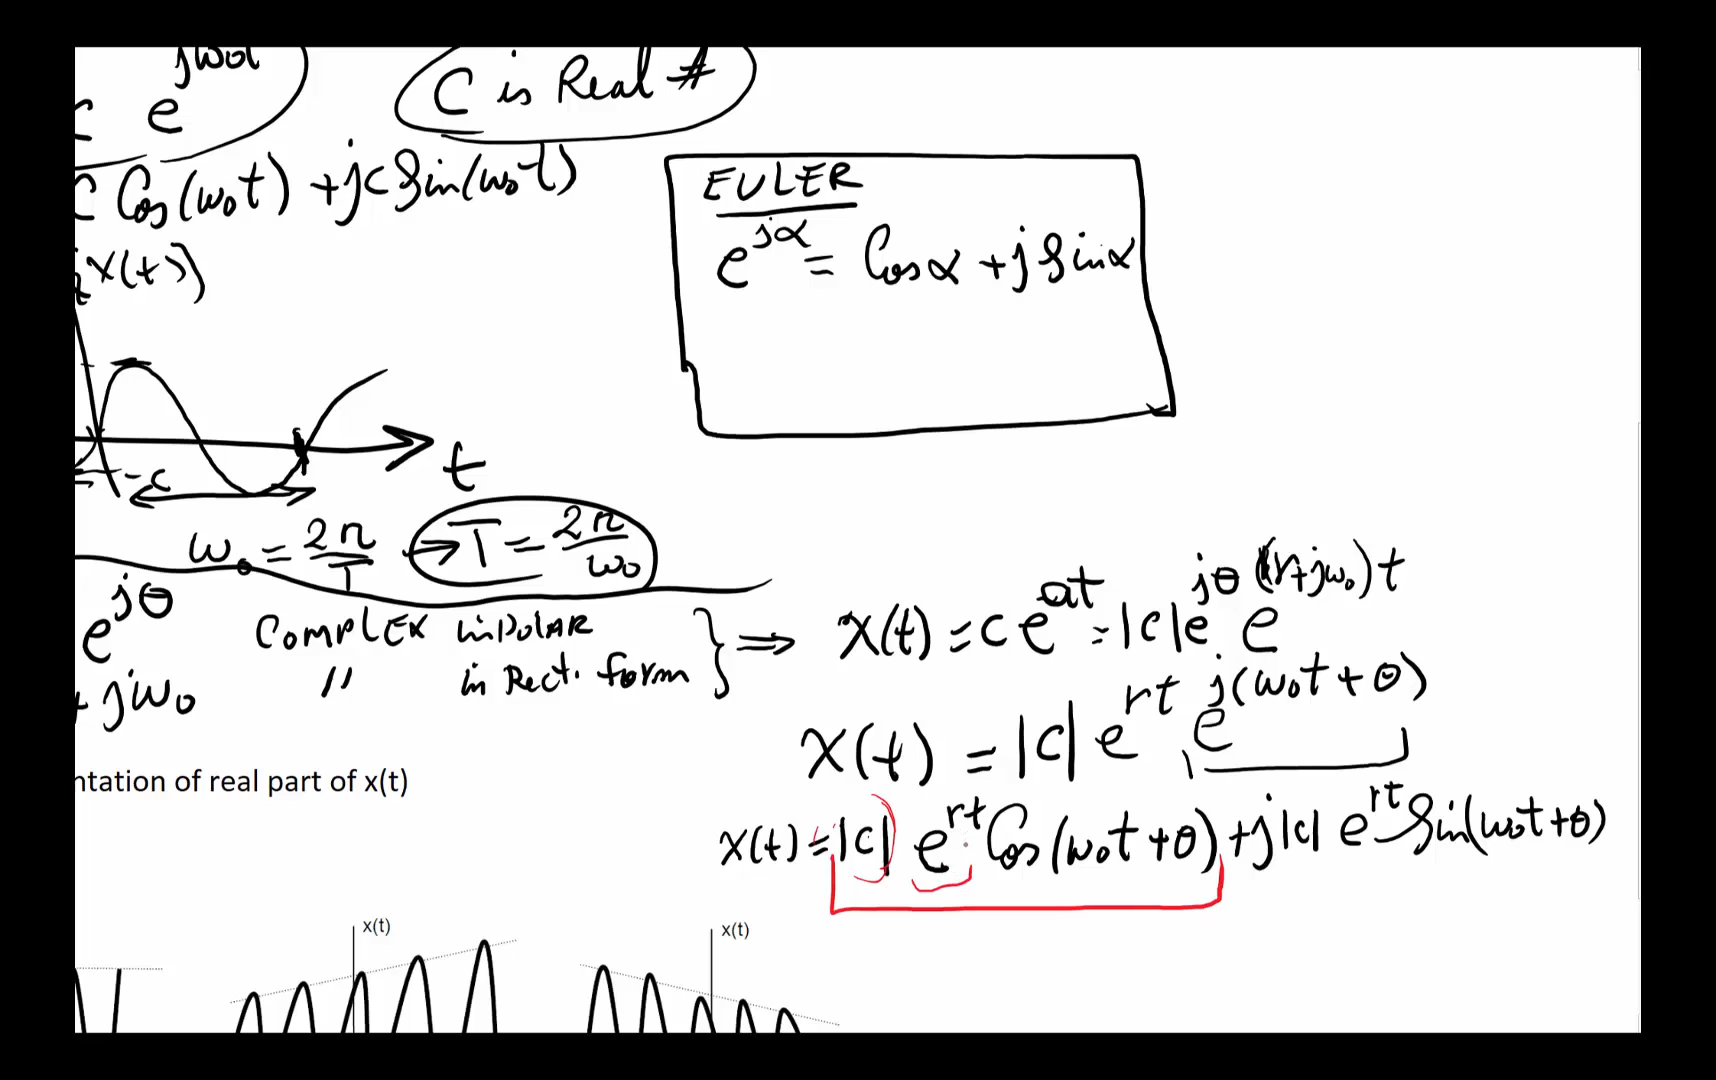 c e^{jω₀t}
C is Real #
C Cos(ω₀t) + jC Sin(ω₀t)
x(t)}
EULER
e^{jα} = Cosα + j Sinα
-c
t
ω₀ = 2π/T → T = 2π/ω₀
e^{jθ} COMPLEX in POLAR
+ jω₀ " in Rect. form } ⇒
x(t) = c e^{at} = |c|e^{jθ} e^{(r+jω₀)t}
x(t) = |c| e^{rt} e^{j(ω₀t+θ)}
ntation of real part of x(t)
x(t) = |c| e^{rt} Cos(ω₀t+θ) + j|c| e^{rt} Sin(ω₀t+θ)
x(t)
x(t)